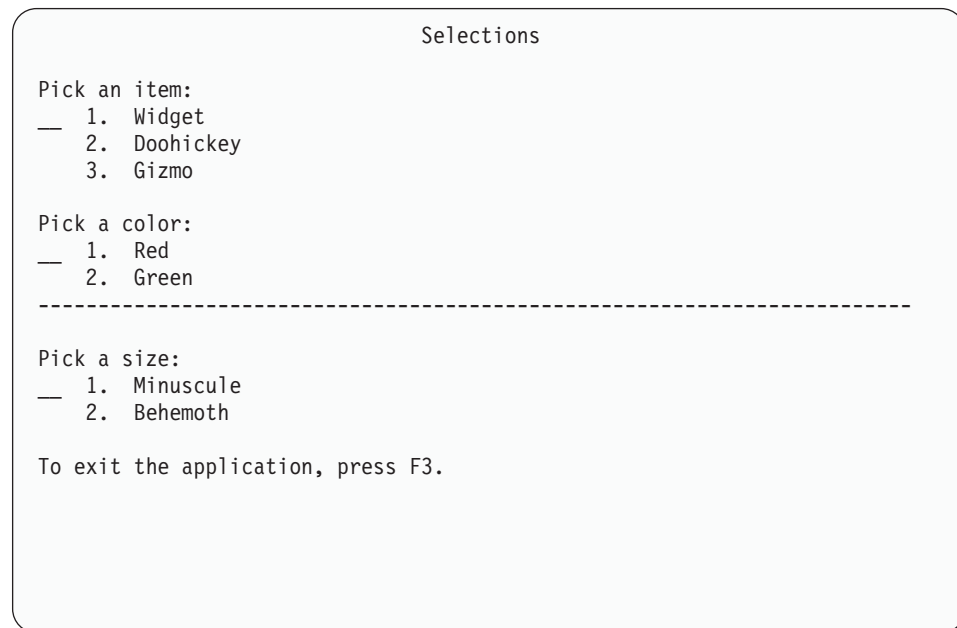 Selections
Pick an item:
__ 1. Widget
2. Doohickey
3. Gizmo
Pick a color:
__ 1. Red
2. Green
-------------------------------------------------------------------------
Pick a size:
__ 1. Minuscule
2. Behemoth
To exit the application, press F3.